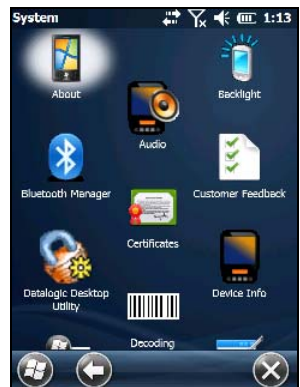 System 1:13
About
Backlight
Audio
Bluetooth Manager
Customer Feedback
Certificates
Datalogic Desktop
Utility
Device Info
Decoding